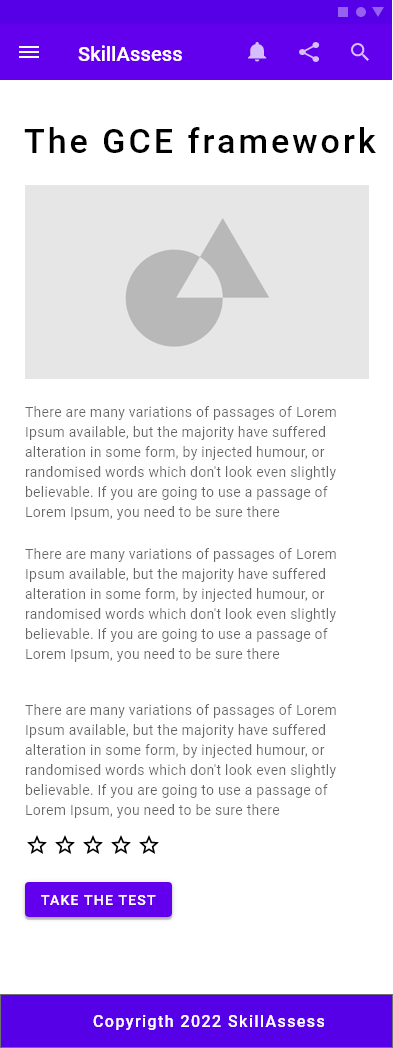 SkillAssess
The GCE framework
There are many variations of passages of Lorem
Ipsum available, but the majority have suffered
alteration in some form, by injected humour, or
randomised words which don't look even slightly
believable. If you are going to use a passage of
Lorem Ipsum, you need to be sure there
There are many variations of passages of Lorem
Ipsum available, but the majority have suffered
alteration in some form, by injected humour, or
randomised words which don't look even slightly
believable. If you are going to use a passage of
Lorem Ipsum, you need to be sure there
There are many variations of passages of Lorem
Ipsum available, but the majority have suffered
alteration in some form, by injected humour, or
randomised words which don't look even slightly
believable. If you are going to use a passage of
Lorem Ipsum, you need to be sure there
TAKE THE TEST
Copyrigth 2022 SkillAssess